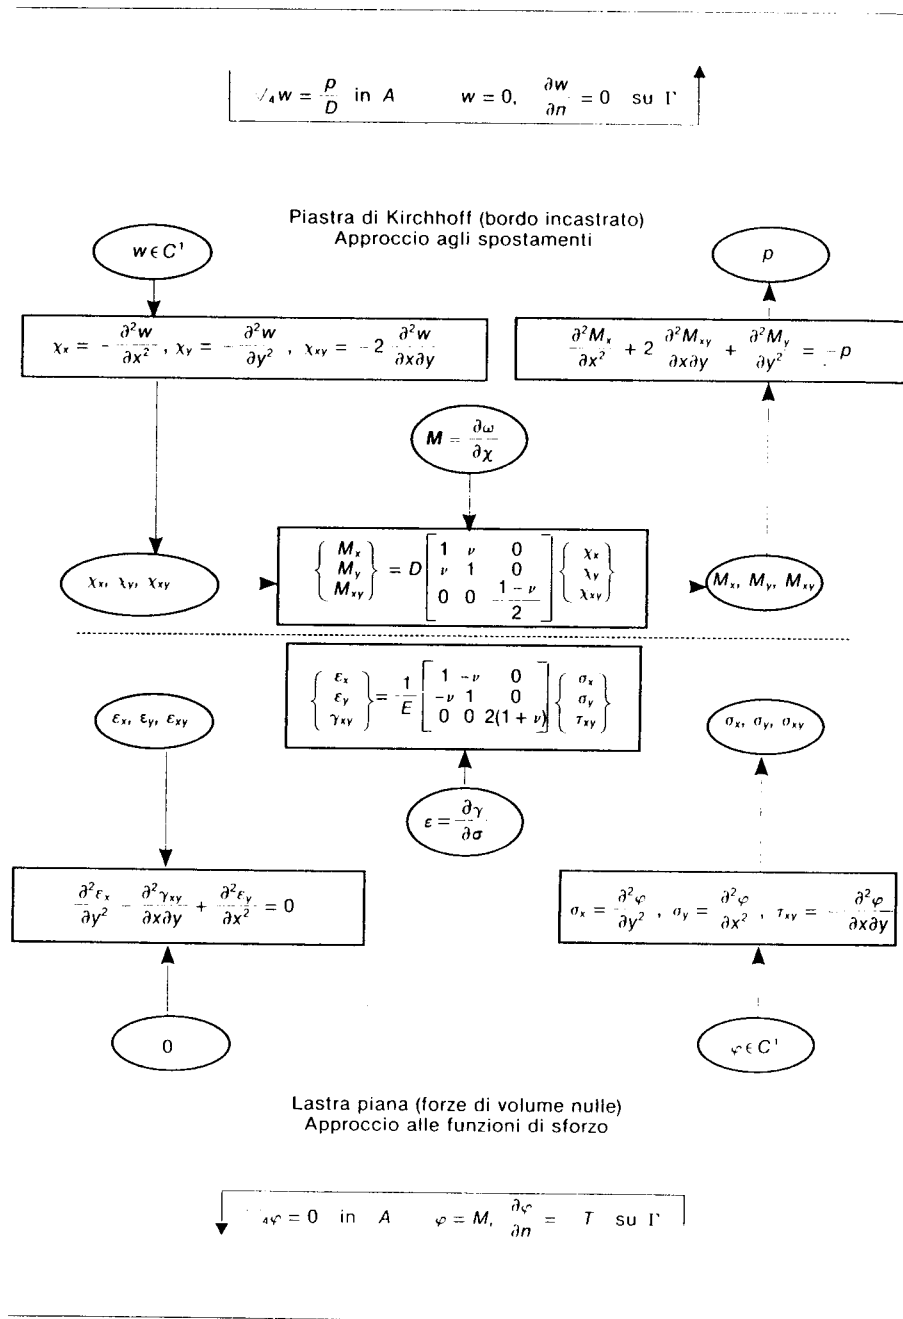 ∇₄w = p/D in A w = 0, ∂w/∂n = 0 su Γ
Piastra di Kirchhoff (bordo incastrato)
Approccio agli spostamenti
w ϵ C¹
p
χₓ = - ∂²w/∂x², χᵧ = - ∂²w/∂y², χₓᵧ = - 2 ∂²w/∂x∂y
∂²Mₓ/∂x² + 2 ∂²Mₓᵧ/∂x∂y + ∂²Mᵧ/∂y² = - p
M = ∂ω/∂χ
χₓ, χᵧ, χₓᵧ
{Mₓ Mᵧ Mₓᵧ} = D [1 ν 0; ν 1 0; 0 0 (1 - ν)/2] {χₓ χᵧ χₓᵧ}
Mₓ, Mᵧ, Mₓᵧ
{εₓ εᵧ γₓᵧ} = 1/E [1 -ν 0; -ν 1 0; 0 0 2(1 + ν)] {σₓ σᵧ τₓᵧ}
εₓ, εᵧ, εₓᵧ
σₓ, σᵧ, σₓᵧ
ε = ∂γ/∂σ
∂²εₓ/∂y² - ∂²γₓᵧ/∂x∂y + ∂²εᵧ/∂x² = 0
σₓ = ∂²φ/∂y², σᵧ = ∂²φ/∂x², τₓᵧ = - ∂²φ/∂x∂y
0
φ ϵ C¹
Lastra piana (forze di volume nulle)
Approccio alle funzioni di sforzo
₄φ = 0 in A φ = M, ∂φ/∂n = T su Γ